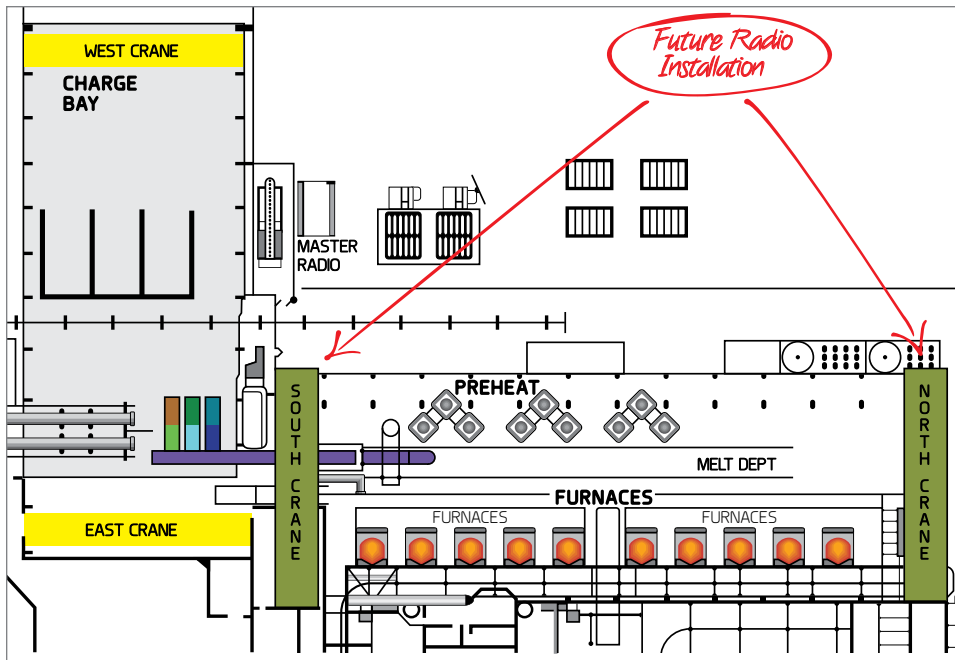 Future Radio
Installation
WEST CRANE
CHARGE
BAY
MASTER
RADIO
PREHEAT
SOUTH CRANE
NORTH CRANE
MELT DEPT
FURNACES
FURNACES
FURNACES
EAST CRANE